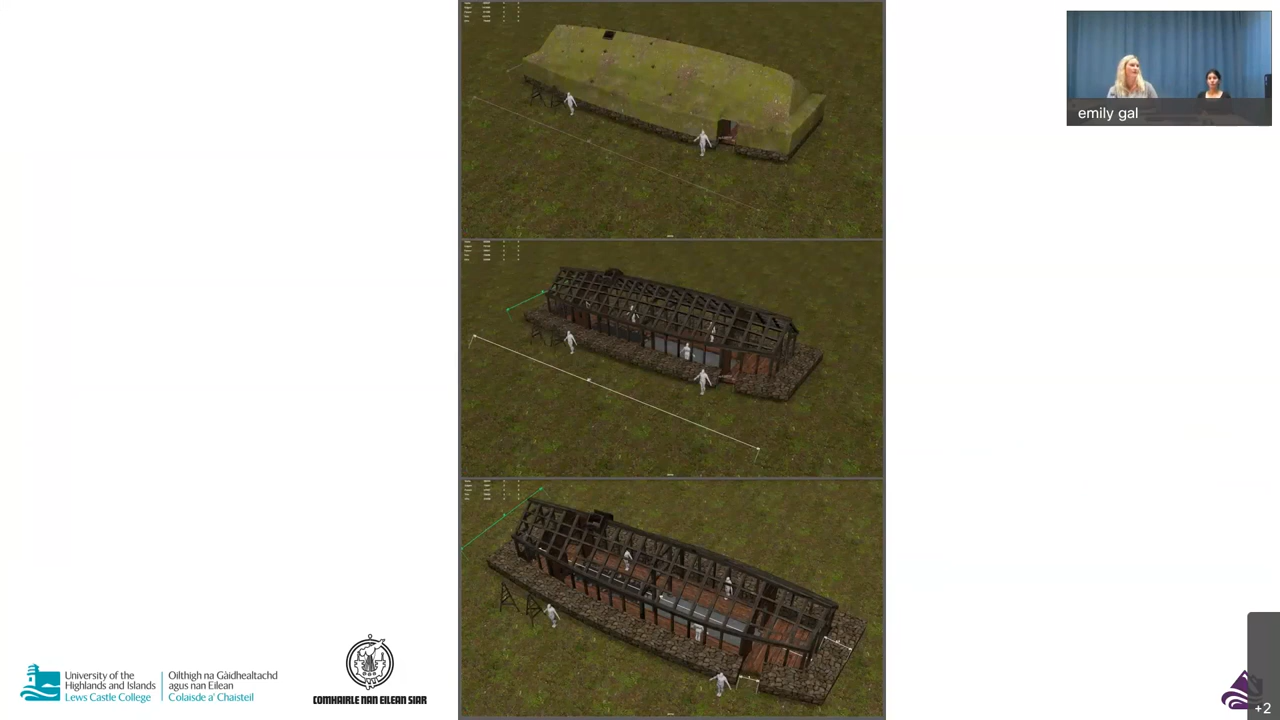 emily gal
University of the
Highlands and Islands
Lews Castle College
Oilthigh na Gàidhealtachd
agus nan Eilean
Colaisde a' Chaisteil
COMHAIRLE NAN EILEAN SIAR
+2